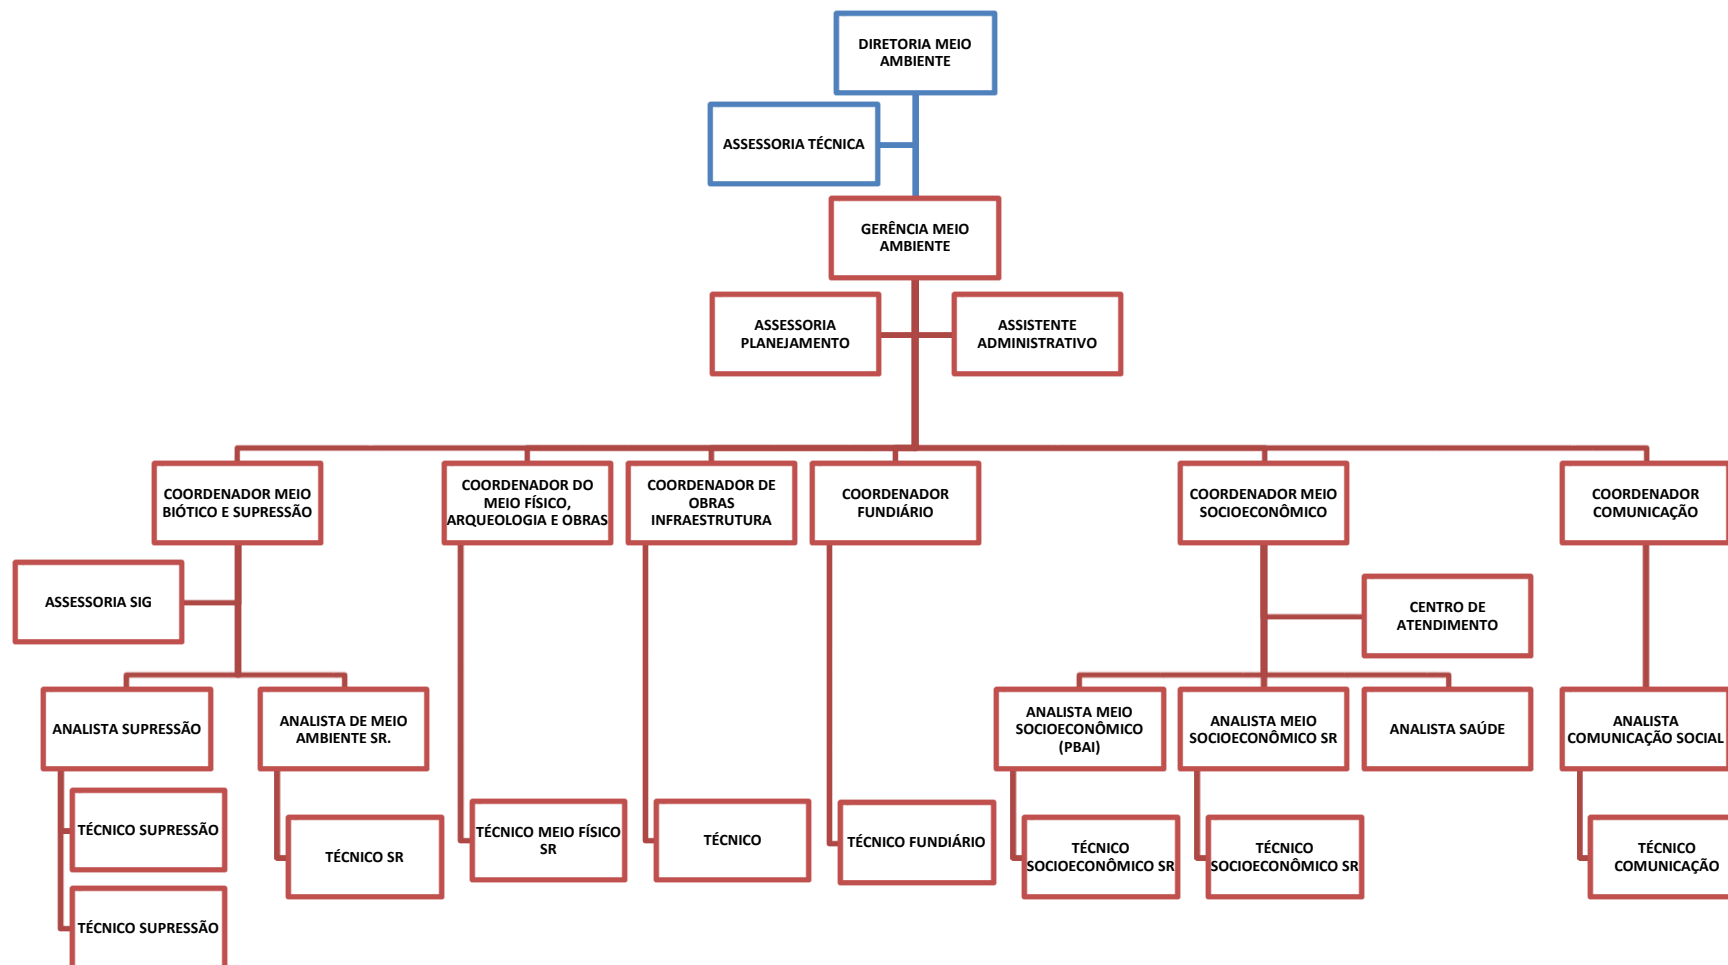 DIRETORIA MEIO
AMBIENTE
ASSESSORIA TÉCNICA
GERÊNCIA MEIO
AMBIENTE
ASSESSORIA
PLANEJAMENTO
ASSISTENTE
ADMINISTRATIVO
COORDENADOR MEIO
BIÓTICO E SUPRESSÃO
COORDENADOR DO
MEIO FÍSICO,
ARQUEOLOGIA E OBRAS
COORDENADOR DE
OBRAS
INFRAESTRUTURA
COORDENADOR
FUNDIÁRIO
COORDENADOR MEIO
SOCIOECONÔMICO
COORDENADOR
COMUNICAÇÃO
ASSESSORIA SIG
CENTRO DE
ATENDIMENTO
ANALISTA SUPRESSÃO
ANALISTA DE MEIO
AMBIENTE SR.
ANALISTA MEIO
SOCIOECONÔMICO
(PBAI)
ANALISTA MEIO
SOCIOECONÔMICO SR
ANALISTA SAÚDE
ANALISTA
COMUNICAÇÃO SOCIAL
TÉCNICO SUPRESSÃO
TÉCNICO SR
TÉCNICO MEIO FÍSICO
SR
TÉCNICO
TÉCNICO FUNDIÁRIO
TÉCNICO
SOCIOECONÔMICO SR
TÉCNICO
SOCIOECONÔMICO SR
TÉCNICO
COMUNICAÇÃO
TÉCNICO SUPRESSÃO